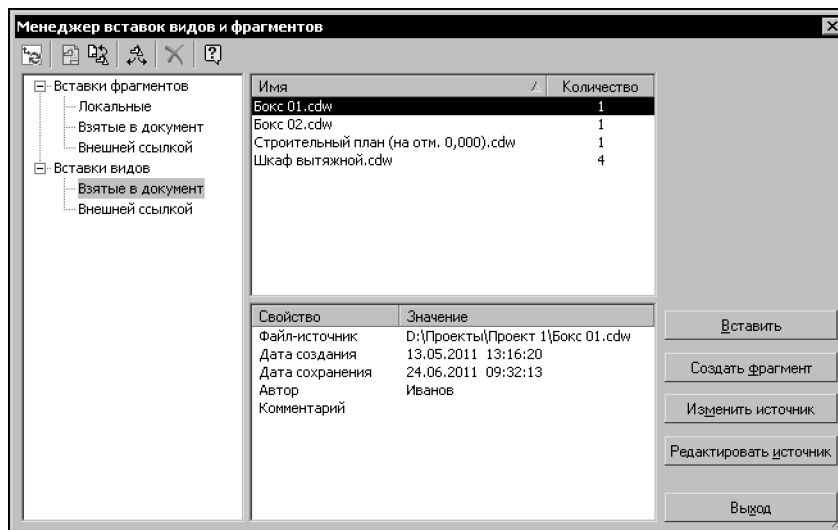 Менеджер вставок видов и фрагментов
Вставки фрагментов
Локальные
Взятые в документ
Внешней ссылкой
Вставки видов
Взятые в документ
Внешней ссылкой
Имя Количество
Бокс 01.cdw 1
Бокс 02.cdw 1
Строительный план (на отм. 0,000).cdw 1
Шкаф вытяжной.cdw 4
Свойство Значение
Файл-источник D:\Проекты\Проект 1\Бокс 01.cdw
Дата создания 13.05.2011 13:16:20
Дата сохранения 24.06.2011 09:32:13
Автор Иванов
Комментарий
Вставить
Создать фрагмент
Изменить источник
Редактировать источник
Выход